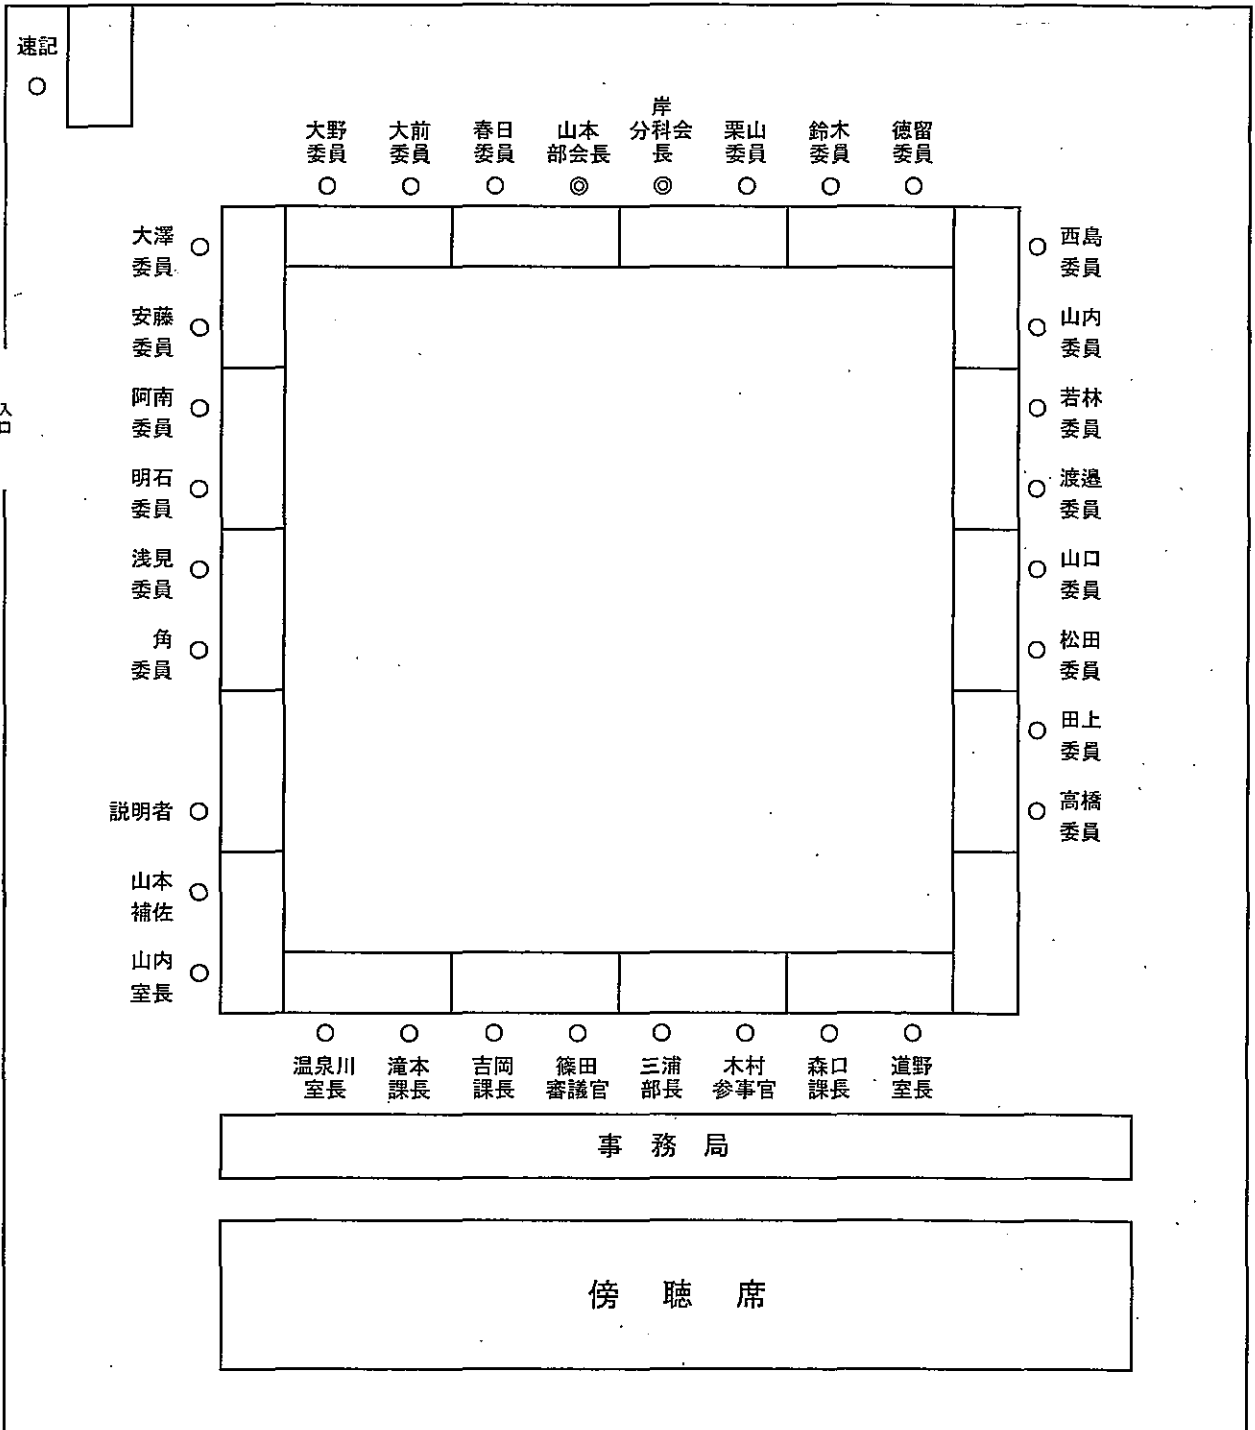 速記
○
大野
委員
○
大前
委員
○
春日
委員
○
山本
部会長
◎
岸
分科会
長
◎
栗山
委員
○
鈴木
委員
○
徳留
委員
○
大澤
委員
○
安藤
委員
○
阿南
委員
○
明石
委員
○
浅見
委員
○
角
委員
○
説明者 ○
山本
補佐
○
山内
室長
○
入口
○ 西島
委員
○ 山内
委員
○ 若林
委員
○ 渡邉
委員
○ 山口
委員
○ 松田
委員
○ 田上
委員
○ 高橋
委員
○
温泉川
室長
○
滝本
課長
○
吉岡
課長
○
篠田
審議官
○
三浦
部長
○
木村
参事官
○
森口
課長
○
道野
室長
事務局
傍聴席